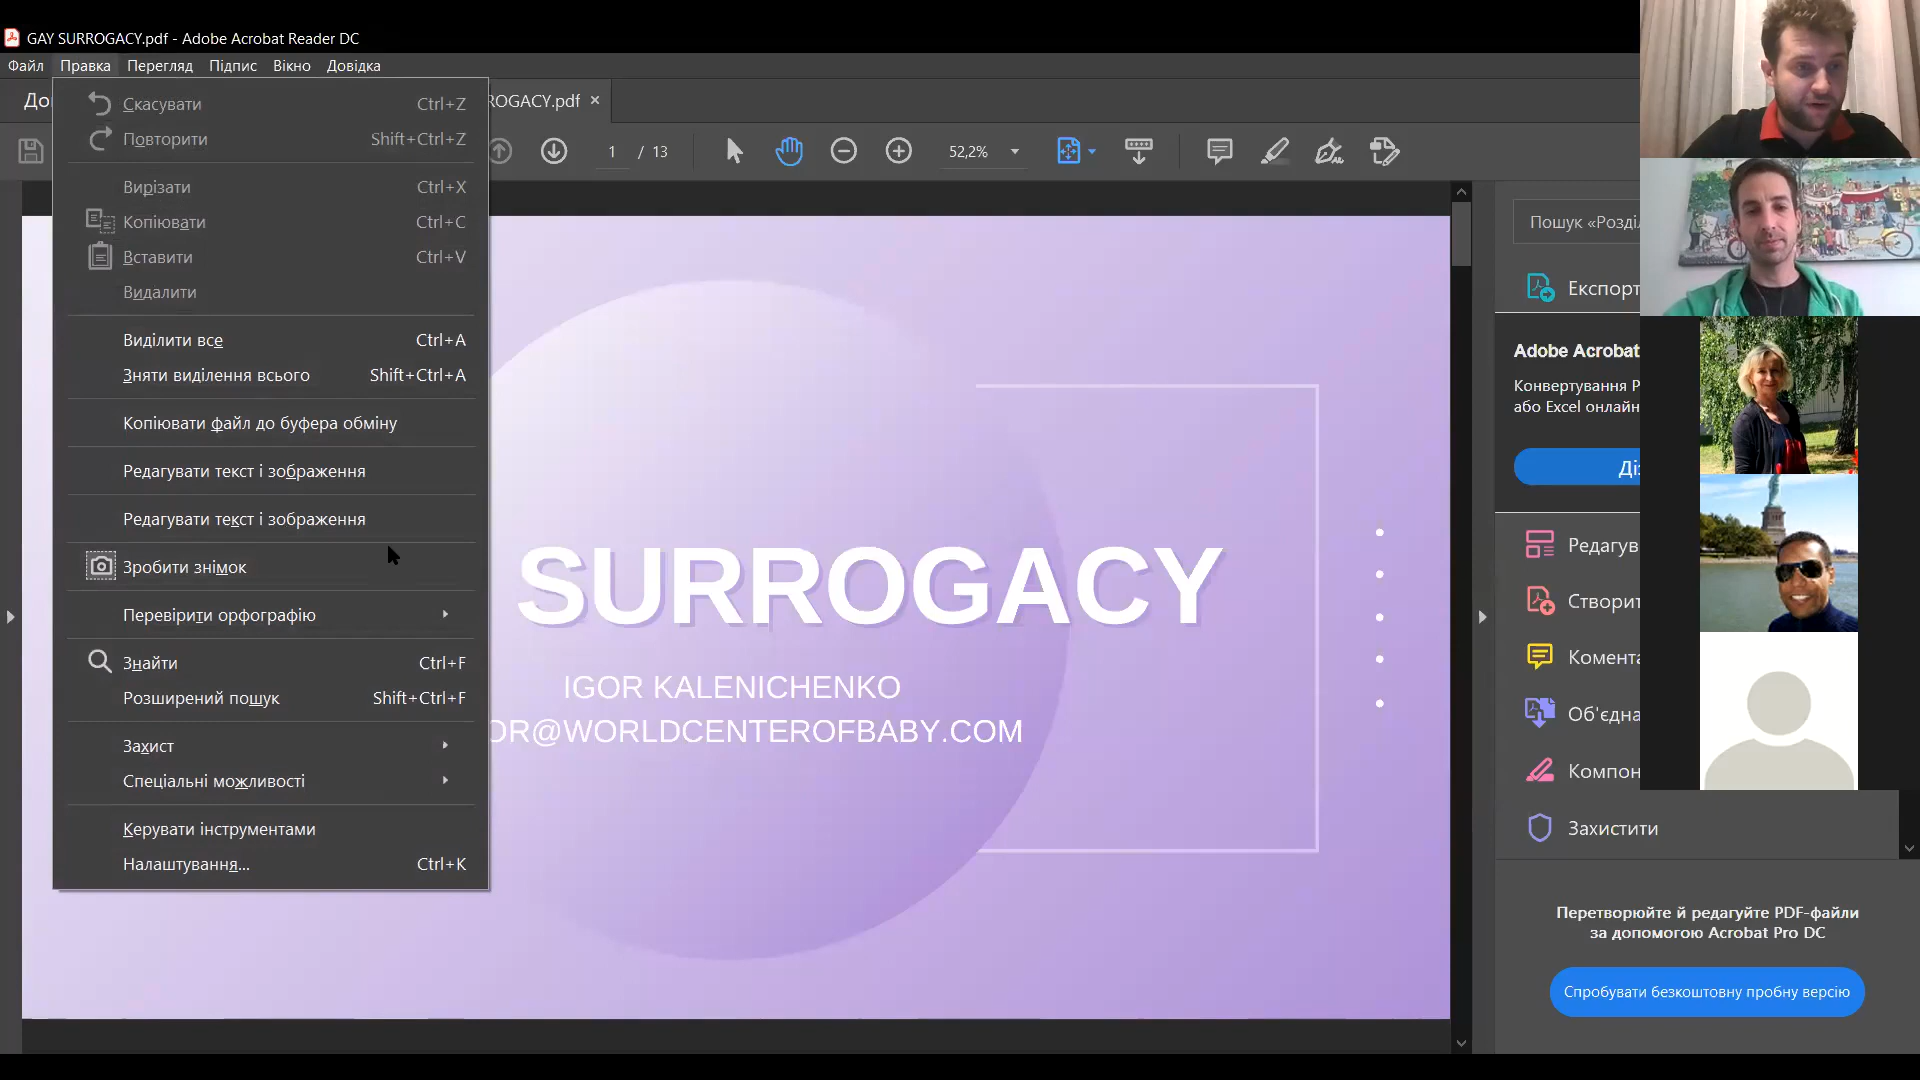 GAY SURROGACY.pdf - Adobe Acrobat Reader DC
Файл Правка Перегляд Підпис Вікно Довідка
ROGACY.pdf ×
1 / 13
52,2%
Скасувати Ctrl+Z
Повторити Shift+Ctrl+Z
Вирізати Ctrl+X
Копіювати Ctrl+C
Вставити Ctrl+V
Видалити
Виділити все Ctrl+A
Зняти виділення всього Shift+Ctrl+A
Копіювати файл до буфера обміну
Редагувати текст і зображення
Редагувати текст і зображення
Зробити знімок
Перевірити орфографію
Знайти Ctrl+F
Розширений пошук Shift+Ctrl+F
Захист
Спеціальні можливості
Керувати інструментами
Налаштування... Ctrl+K
SURROGACY
IGOR KALENICHENKO
OR@WORLDCENTEROFBABY.COM
Пошук «Розділ
Експорт
Adobe Acrobat
Конвертування P
або Excel онлайн
Ді
Редагув
Створит
Комента
Об'єдна
Компон
Захистити
Перетворюйте й редагуйте PDF-файли
за допомогою Acrobat Pro DC
Спробувати безкоштовну пробну версію